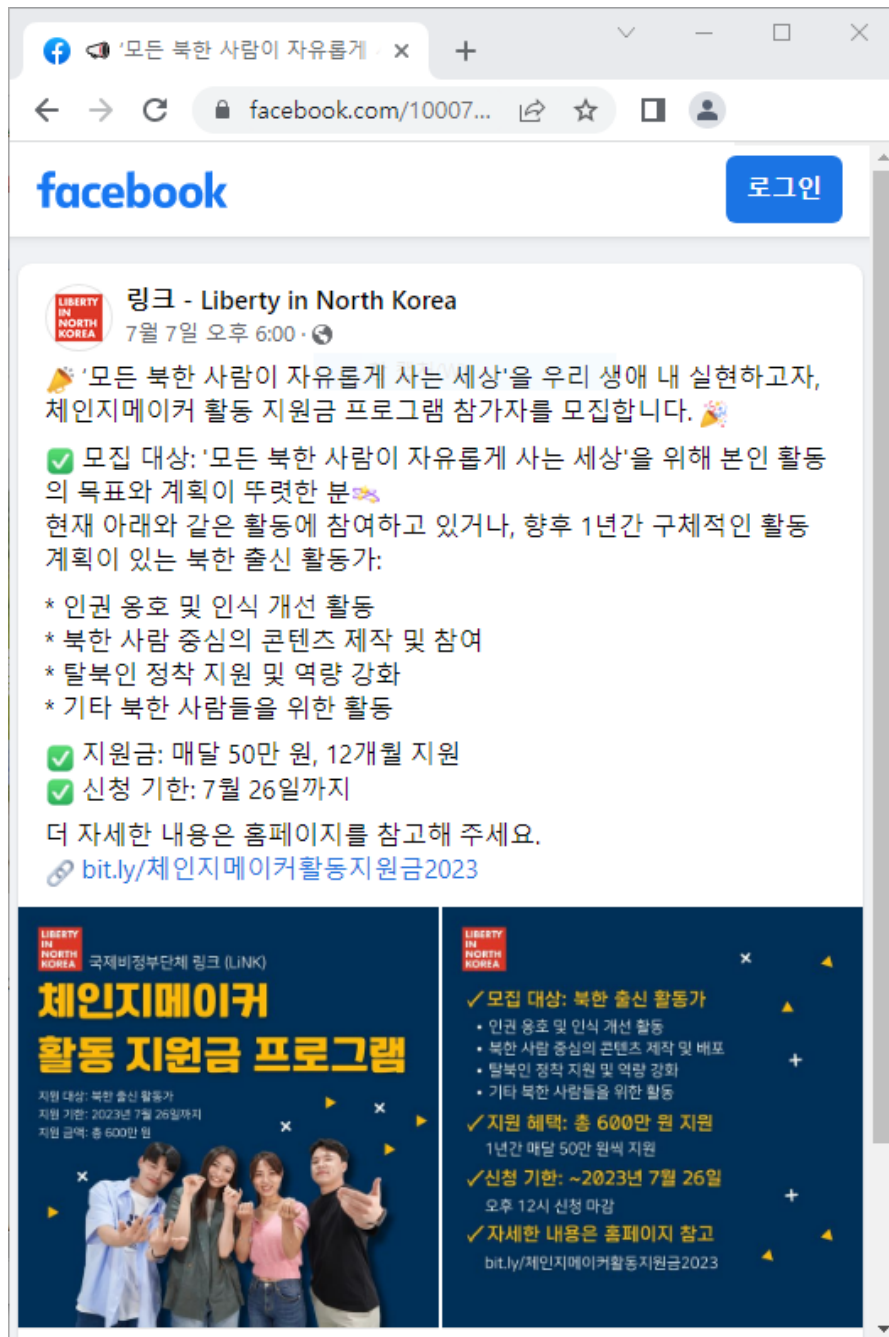 '모든 북한 사람이 자유롭게
facebook.com/10007...
facebook
로그인
LIBERTY
IN
NORTH
KOREA
링크 - Liberty in North Korea
7월 7일 오후 6:00 ·
'모든 북한 사람이 자유롭게 사는 세상'을 우리 생애 내 실현하고자,
체인지메이커 활동 지원금 프로그램 참가자를 모집합니다.
✅ 모집 대상: '모든 북한 사람이 자유롭게 사는 세상'을 위해 본인 활동
의 목표와 계획이 뚜렷한 분
현재 아래와 같은 활동에 참여하고 있거나, 향후 1년간 구체적인 활동
계획이 있는 북한 출신 활동가:
* 인권 옹호 및 인식 개선 활동
* 북한 사람 중심의 콘텐츠 제작 및 참여
* 탈북인 정착 지원 및 역량 강화
* 기타 북한 사람들을 위한 활동
✅ 지원금: 매달 50만 원, 12개월 지원
✅ 신청 기한: 7월 26일까지
더 자세한 내용은 홈페이지를 참고해 주세요.
bit.ly/체인지메이커활동지원금2023
LIBERTY
IN
NORTH
KOREA
국제비정부단체 링크 (LiNK)
체인지메이커
활동 지원금 프로그램
지원 대상: 북한 출신 활동가
지원 기한: 2023년 7월 26일까지
지원 금액: 총 600만 원
LIBERTY
IN
NORTH
KOREA
✓모집 대상: 북한 출신 활동가
• 인권 옹호 및 인식 개선 활동
• 북한 사람 중심의 콘텐츠 제작 및 배포
• 탈북인 정착 지원 및 역량 강화
• 기타 북한 사람들을 위한 활동
✓지원 혜택: 총 600만 원 지원
1년간 매달 50만 원씩 지원
✓신청 기한: ~2023년 7월 26일
오후 12시 신청 마감
✓자세한 내용은 홈페이지 참고
bit.ly/체인지메이커활동지원금2023